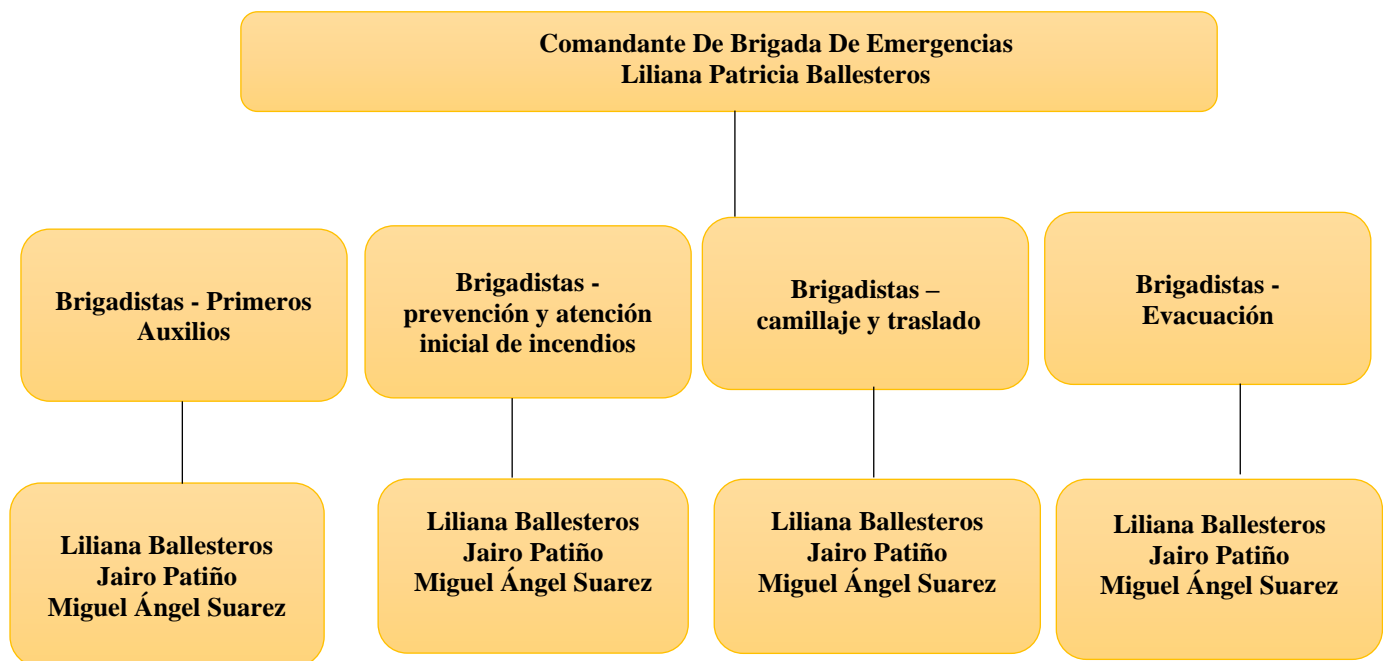 Comandante De Brigada De Emergencias
Liliana Patricia Ballesteros
Brigadistas - Primeros
Auxilios
Brigadistas -
prevención y atención
inicial de incendios
Brigadistas –
camillaje y traslado
Brigadistas -
Evacuación
Liliana Ballesteros
Jairo Patiño
Miguel Ángel Suarez
Liliana Ballesteros
Jairo Patiño
Miguel Ángel Suarez
Liliana Ballesteros
Jairo Patiño
Miguel Ángel Suarez
Liliana Ballesteros
Jairo Patiño
Miguel Ángel Suarez